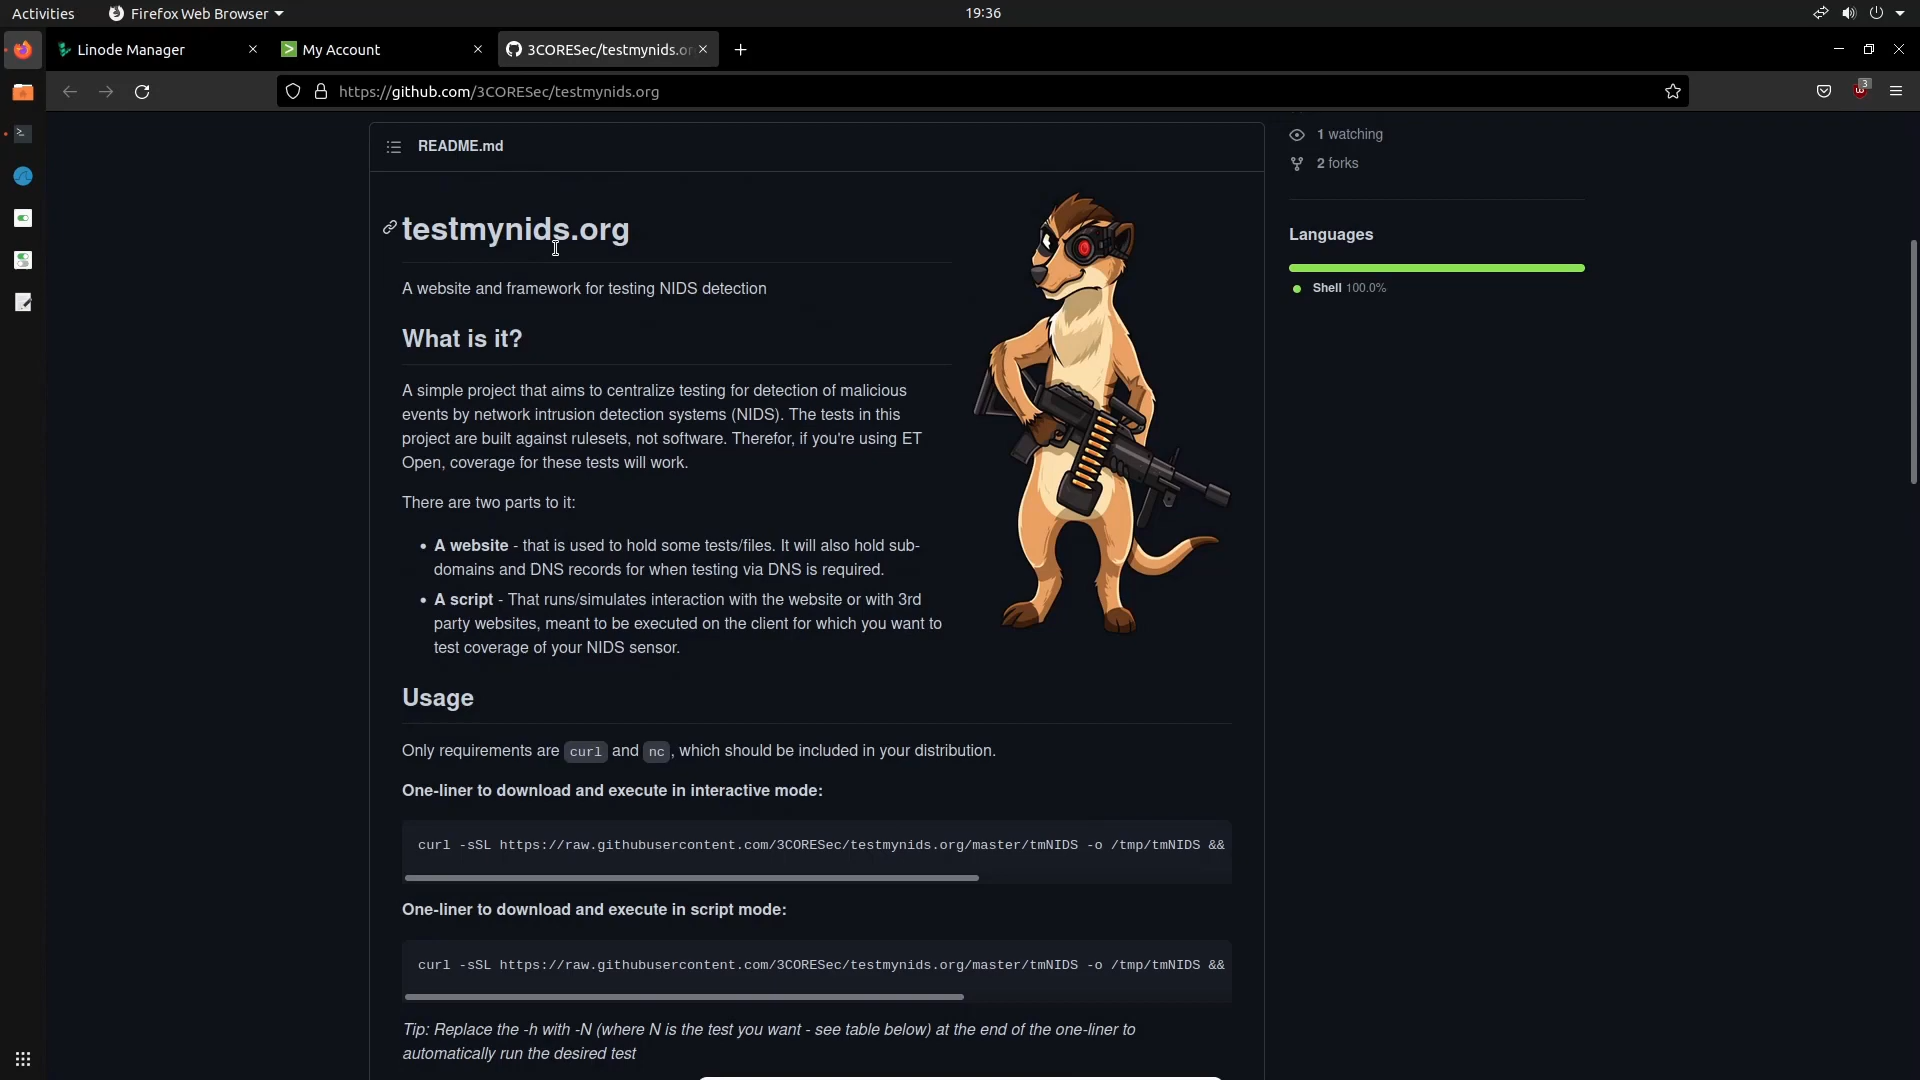 Activities
Firefox Web Browser
19:36
Linode Manager
My Account
3CORESec/testmynids.or
https://github.com/3CORESec/testmynids.org
3
README.md
1 watching
2 forks
Languages
Shell 100.0%
testmynids.org
A website and framework for testing NIDS detection
What is it?
A simple project that aims to centralize testing for detection of malicious
events by network intrusion detection systems (NIDS). The tests in this
project are built against rulesets, not software. Therefor, if you're using ET
Open, coverage for these tests will work.
There are two parts to it:
• A website - that is used to hold some tests/files. It will also hold sub-
domains and DNS records for when testing via DNS is required.
• A script - That runs/simulates interaction with the website or with 3rd
party websites, meant to be executed on the client for which you want to
test coverage of your NIDS sensor.
Usage
Only requirements are curl and nc, which should be included in your distribution.
One-liner to download and execute in interactive mode:
curl -sSL https://raw.githubusercontent.com/3CORESec/testmynids.org/master/tmNIDS -o /tmp/tmNIDS &&
One-liner to download and execute in script mode:
curl -sSL https://raw.githubusercontent.com/3CORESec/testmynids.org/master/tmNIDS -o /tmp/tmNIDS &&
Tip: Replace the -h with -N (where N is the test you want - see table below) at the end of the one-liner to
automatically run the desired test